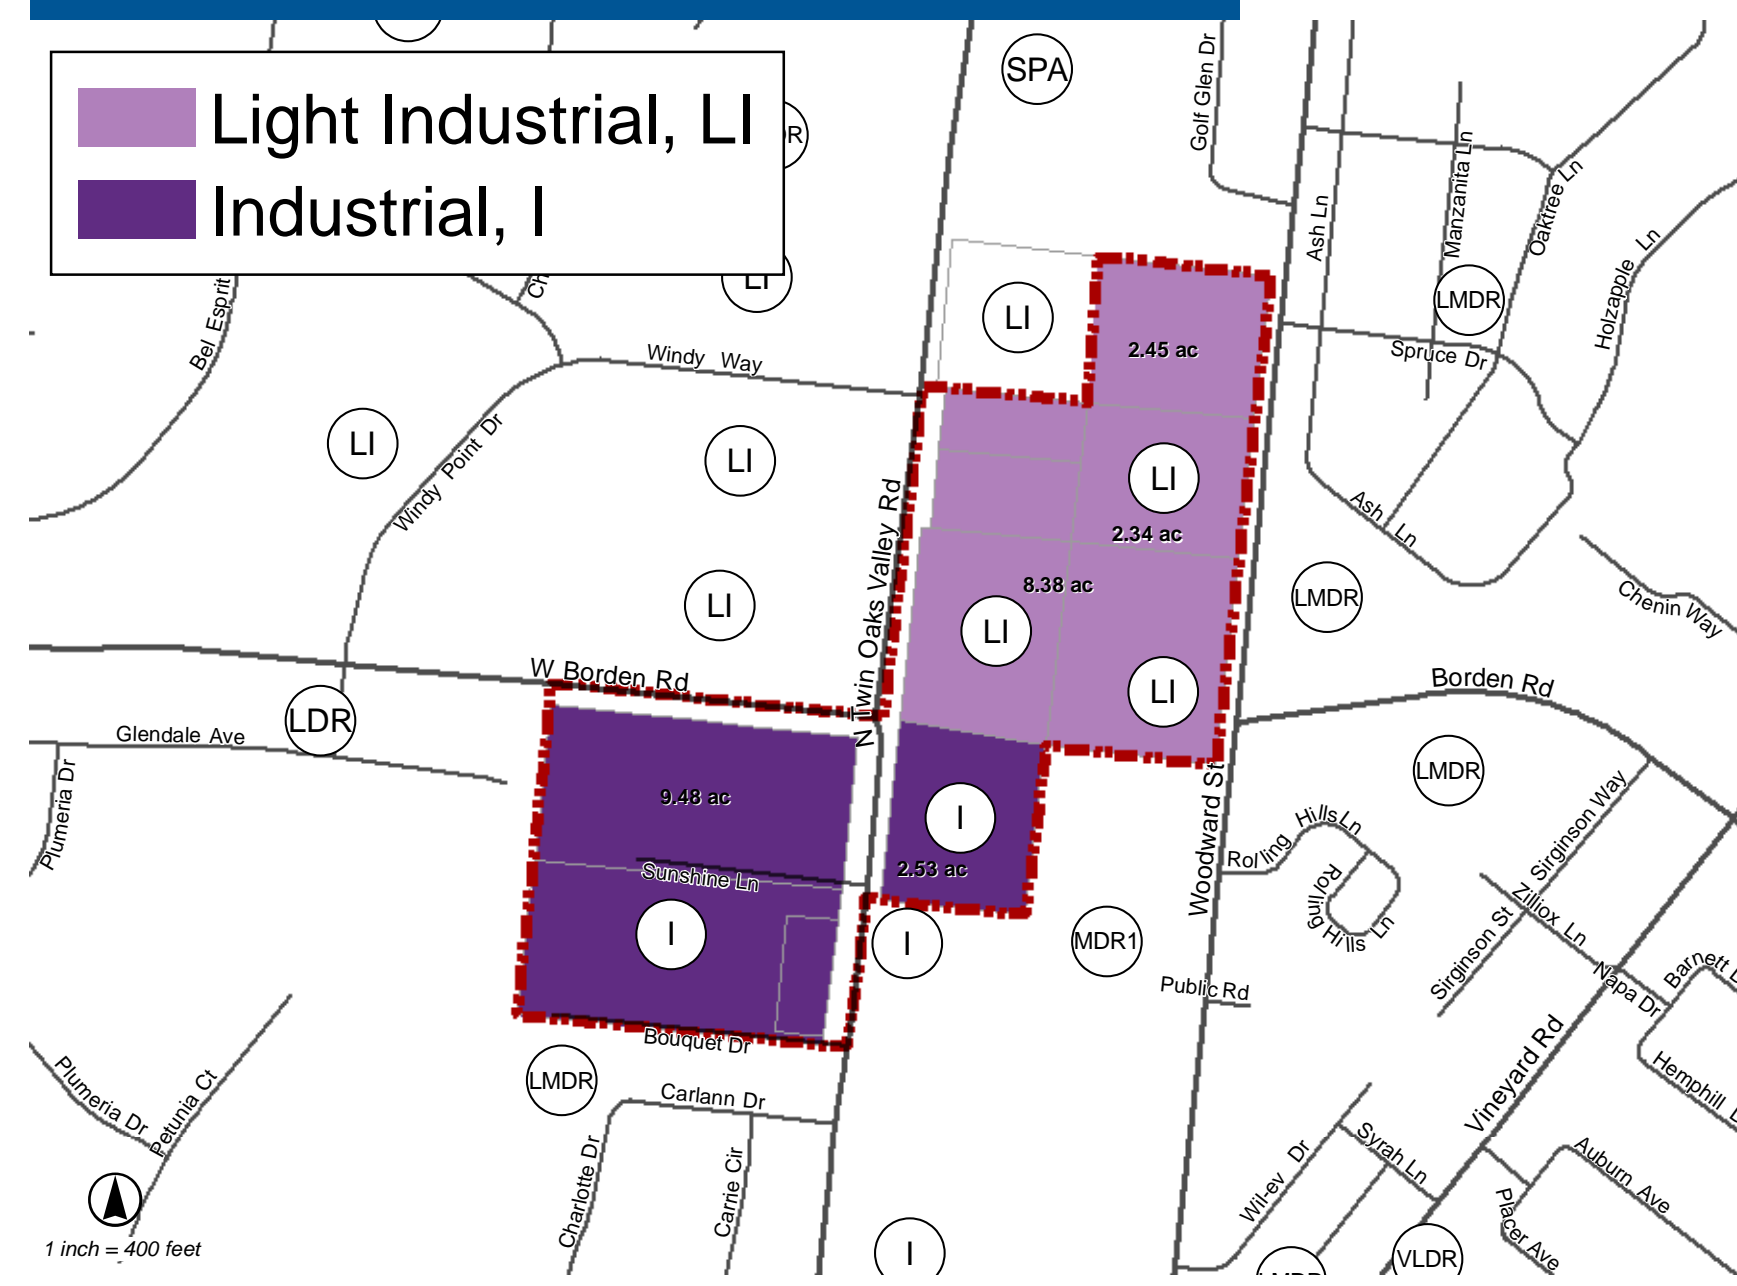 SPA
Golf Glen Dr
Light Industrial, LI
R
Industrial, I
Ash Ln
Manzanita Ln
Oaktree Ln
Holzapple Ln
LMDR
Bel Esprit
Ch
LI
LI
Windy Way
2.45 ac
Spruce Dr
LI
Windy Point Dr
LI
LI
2.34 ac
Ash Ln
N Twin Oaks Valley Rd
8.38 ac
LI
LI
LMDR
Chenin Way
W Borden Rd
LI
Borden Rd
LDR
Glendale Ave
Plumeria Dr
9.48 ac
I
2.53 ac
Woodward St
LMDR
Rolling Hills Ln
Rolling Hills Ln
Sirginson Way
Sunshine Ln
Zilliox Ln
Sirginson St
I
I
MDR1
Public Rd
Napa Dr
Barnett
Bouquet Dr
LMDR
Carlann Dr
Plumeria Dr
Petunia Ct
Vineyard Rd
Hemphill
Charlotte Dr
Carrie Cir
Wil-ev Dr
Syrah Ln
Auburn Ave
Placer Ave
1 inch = 400 feet
I
LMDR
VLDR